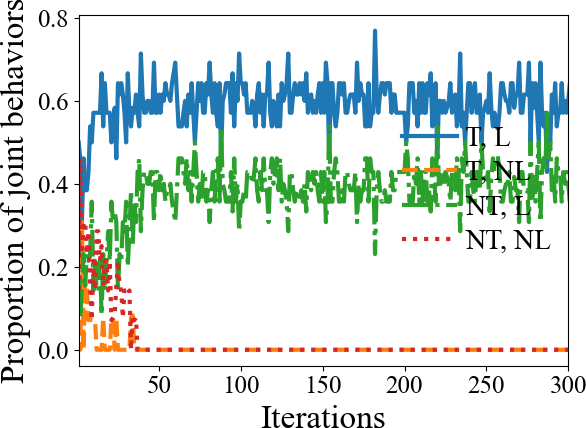 Proportion of joint behaviors
0.8
0.6
0.4
0.2
0.0
T, L
T, NL
NT, L
NT, NL
50
100
150
200
250
300
Iterations